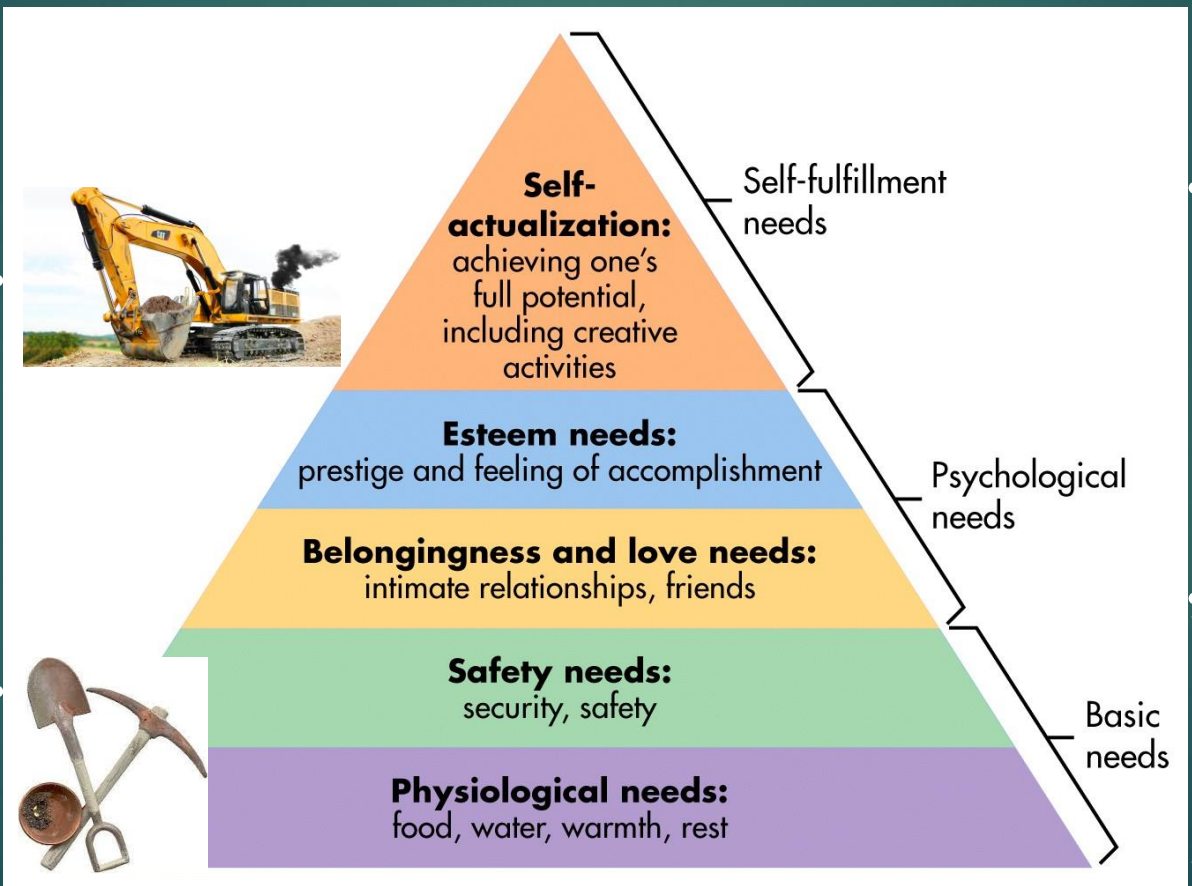 Self-
actualization:
achieving one's
full potential,
including creative
activities
Self-fulfillment
needs
Esteem needs:
prestige and feeling of accomplishment
Psychological
needs
Belongingness and love needs:
intimate relationships, friends
Safety needs:
security, safety
Basic
needs
Physiological needs:
food, water, warmth, rest
CAT